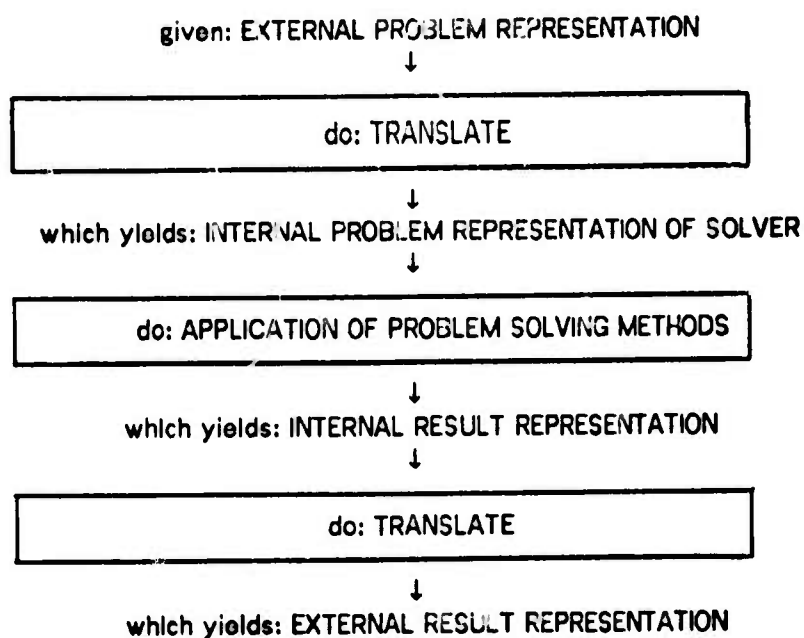 given: EXTERNAL PROBLEM REPRESENTATION
↓
do: TRANSLATE
↓
which yields: INTERNAL PROBLEM REPRESENTATION OF SOLVER
↓
do: APPLICATION OF PROBLEM SOLVING METHODS
↓
which yields: INTERNAL RESULT REPRESENTATION
↓
do: TRANSLATE
↓
which yields: EXTERNAL RESULT REPRESENTATION